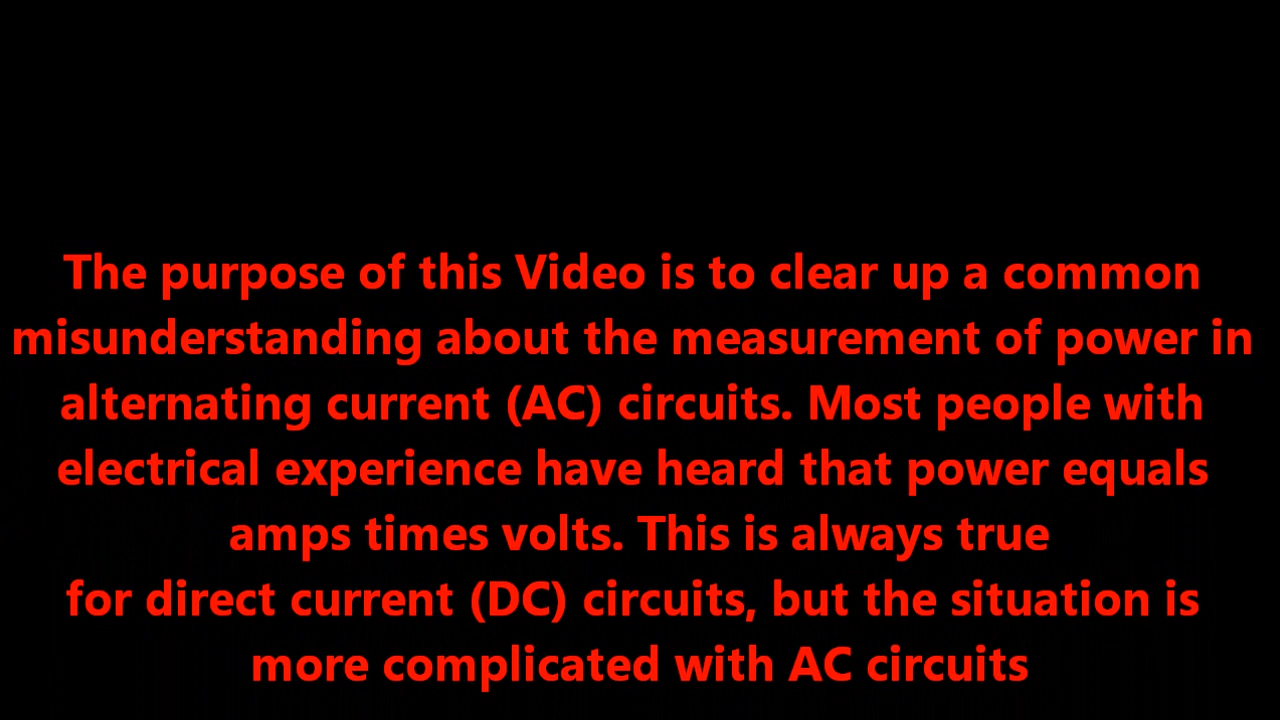 The purpose of this Video is to clear up a common
misunderstanding about the measurement of power in
alternating current (AC) circuits. Most people with
electrical experience have heard that power equals
amps times volts. This is always true
for direct current (DC) circuits, but the situation is
more complicated with AC circuits